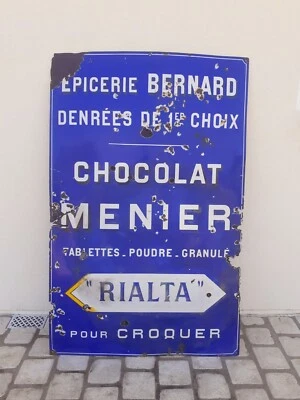 EPICERIE BERNARD
DENRÉES DE 1ER CHOIX
CHOCOLAT
MENIER
TABLETTES - POUDRE - GRANULÉ
"RIALTA"
POUR CROQUER